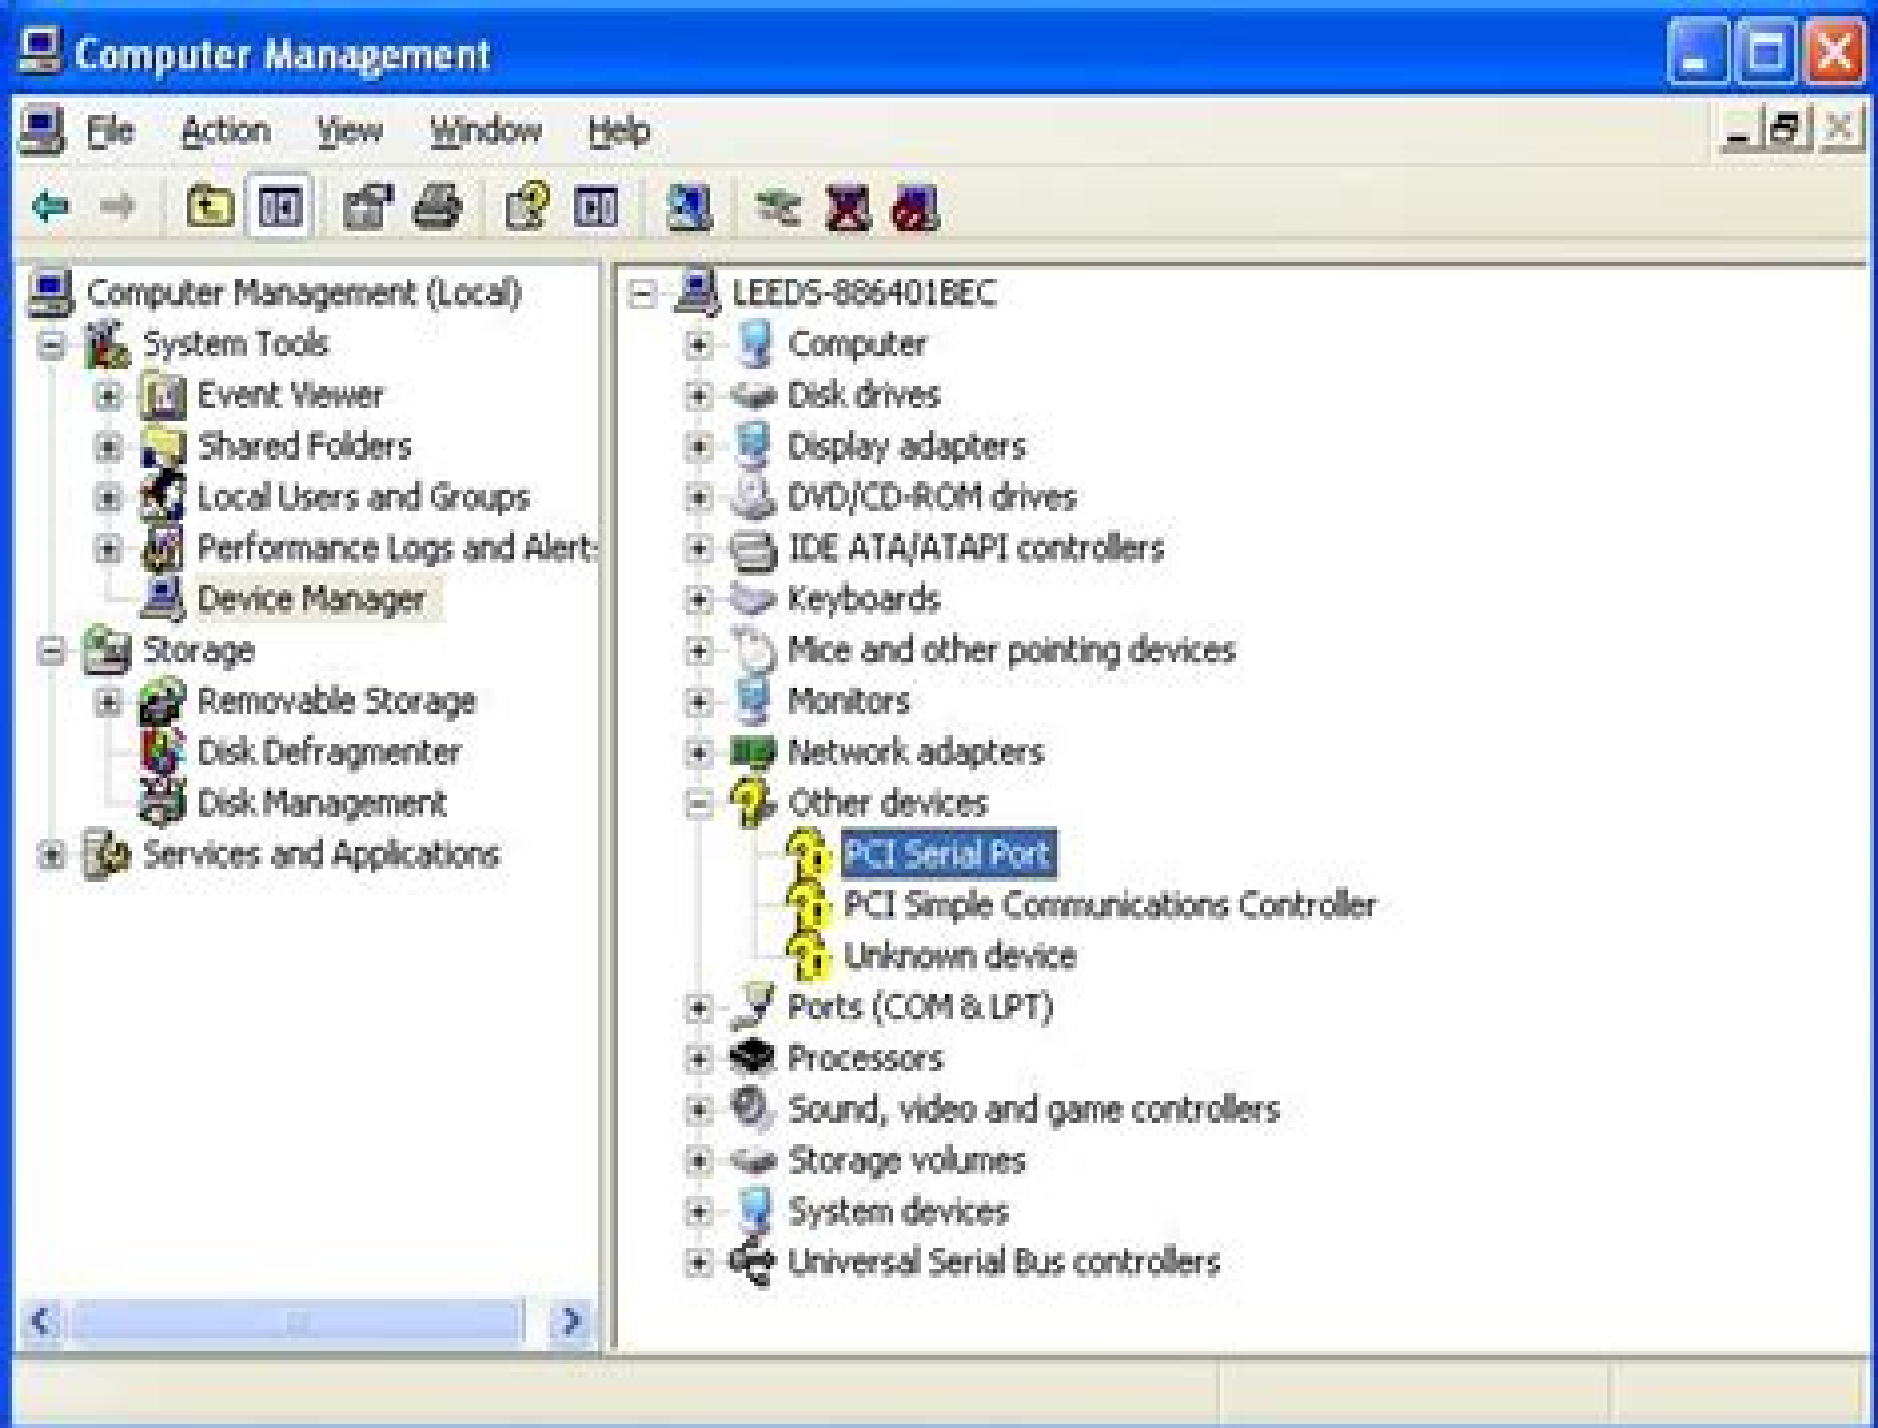 Computer Management
File Action View Window Help
Computer Management (Local)
System Tools
Event Viewer
Shared Folders
Local Users and Groups
Performance Logs and Alert
Device Manager
Storage
Removable Storage
Disk Defragmenter
Disk Management
Services and Applications
LEEDS-886401BEC
Computer
Disk drives
Display adapters
DVD/CD-ROM drives
IDE ATA/ATAPI controllers
Keyboards
Mice and other pointing devices
Monitors
Network adapters
Other devices
PCI Serial Port
PCI Simple Communications Controller
Unknown device
Ports (COM & LPT)
Processors
Sound, video and game controllers
Storage volumes
System devices
Universal Serial Bus controllers